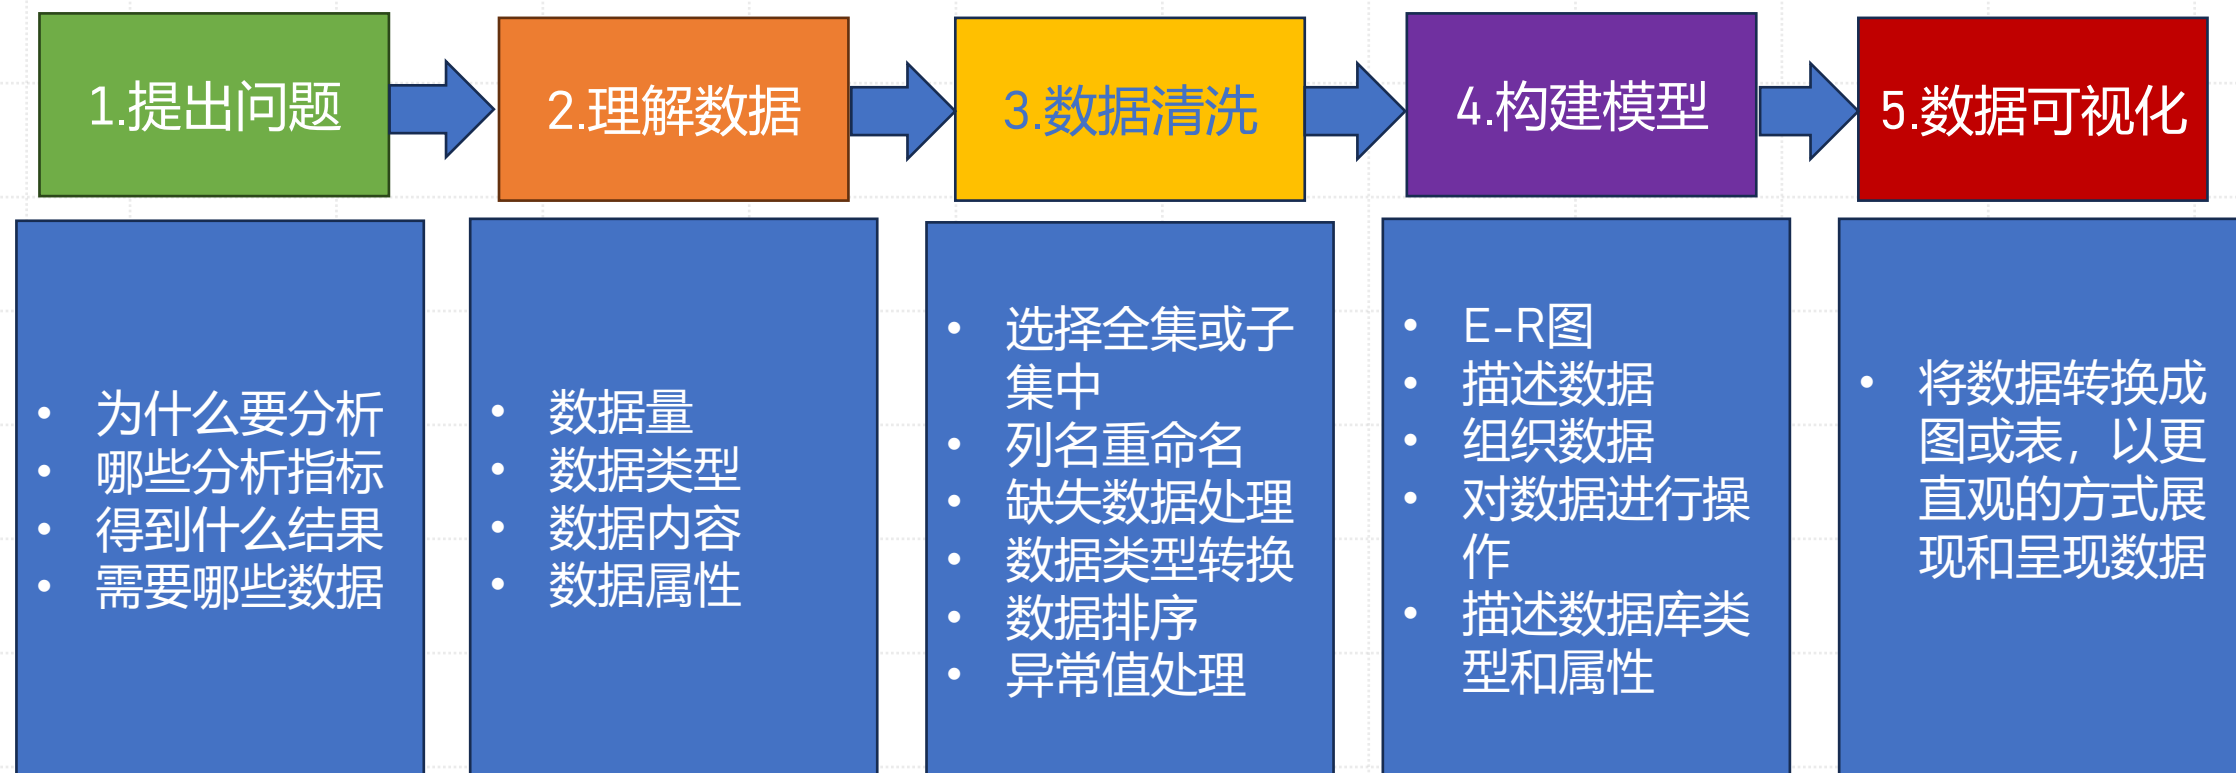 1.提出问题
2.理解数据
3.数据清洗
4.构建模型
5.数据可视化
• 为什么要分析
• 哪些分析指标
• 得到什么结果
• 需要哪些数据
• 数据量
• 数据类型
• 数据内容
• 数据属性
• 选择全集或子
集中
• 列名重命名
• 缺失数据处理
• 数据类型转换
• 数据排序
• 异常值处理
• E-R图
• 描述数据
• 组织数据
• 对数据进行操
作
• 描述数据库类
型和属性
• 将数据转换成
图或表，以更
直观的方式展
现和呈现数据